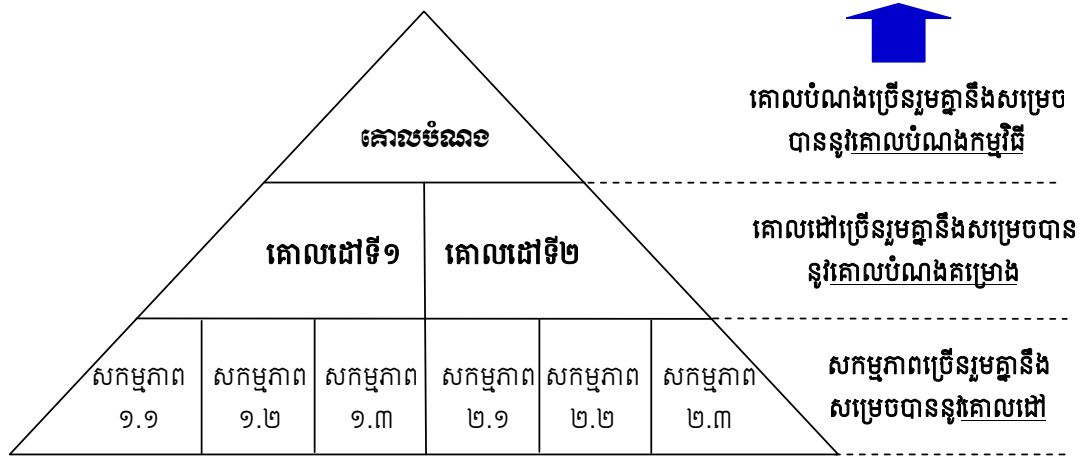 គោលបំណងច្រើនរួមគ្នានឹងសម្រេច
បាននូវគោលបំណងកម្មវិធី
គោលបំណង
គោលដៅទី១
គោលដៅទី២
គោលដៅច្រើនរួមគ្នានឹងសម្រេចបាន
នូវគោលបំណងគម្រោង
សកម្មភាព
១.១
សកម្មភាព
១.២
សកម្មភាព
១.៣
សកម្មភាព
២.១
សកម្មភាព
២.២
សកម្មភាព
២.៣
សកម្មភាពច្រើនរួមគ្នានឹង
សម្រេចបាននូវគោលដៅ